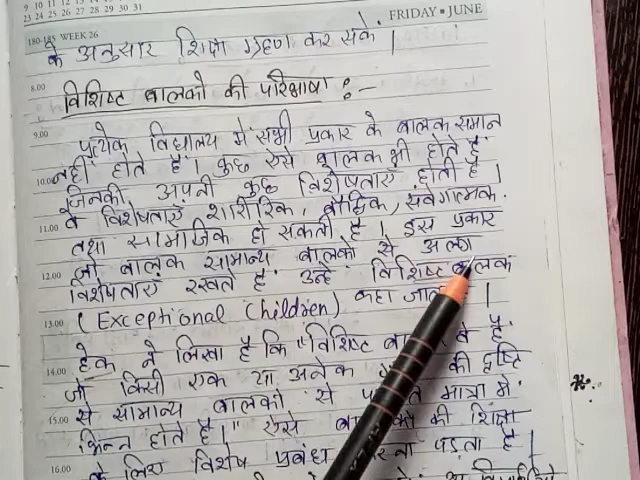 9 10 11
23 24 25 26 27 28 29 30 31
FRIDAY • JUNE
180-185 WEEK 26
के अनुसार शिक्षा ग्रहण कर सके |
8.00
विशिष्ट बालको की परिभाषा :-
9.00
प्रत्येक विद्यालय में सभी प्रकार के बालक समान
नहीं होते हैं। कुछ ऐसे बालक भी होते हैं
10.00
जिनकी अपनी कुछ विशेषताएँ होती है |
वे विशेषताएँ शारीरिक, बौद्धिक, संवेगात्मक
11.00
तथा सामाजिक हो सकती है | इस प्रकार
जो बालक सामान्य बालको से अलग
12.00
विशेषताएँ रखते है उन्हे विशिष्ट बालक
13.00
(Exceptional Children) कहा |
हेक ने लिखा है कि "विशिष्ट वे है
14.00
जो किसी एक या अनेक की दृष्टि
से सामान्य बालको से मात्रा में
15.00
भिन्न होते है |" ऐसे की शिक्षा
के लिए विशेष प्रबंध पड़ता है |
16.00